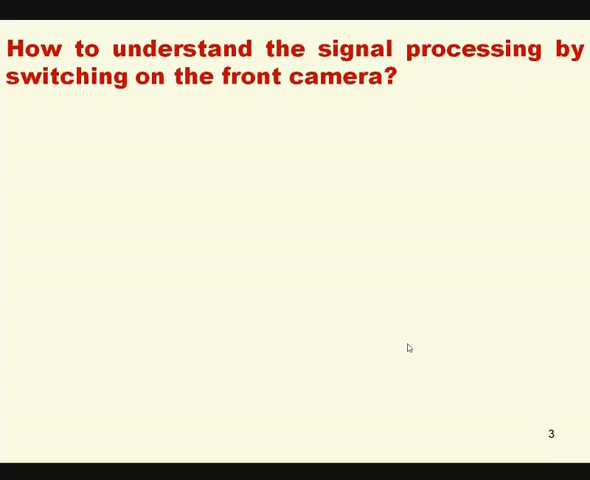 How to understand the signal processing by
switching on the front camera?
3